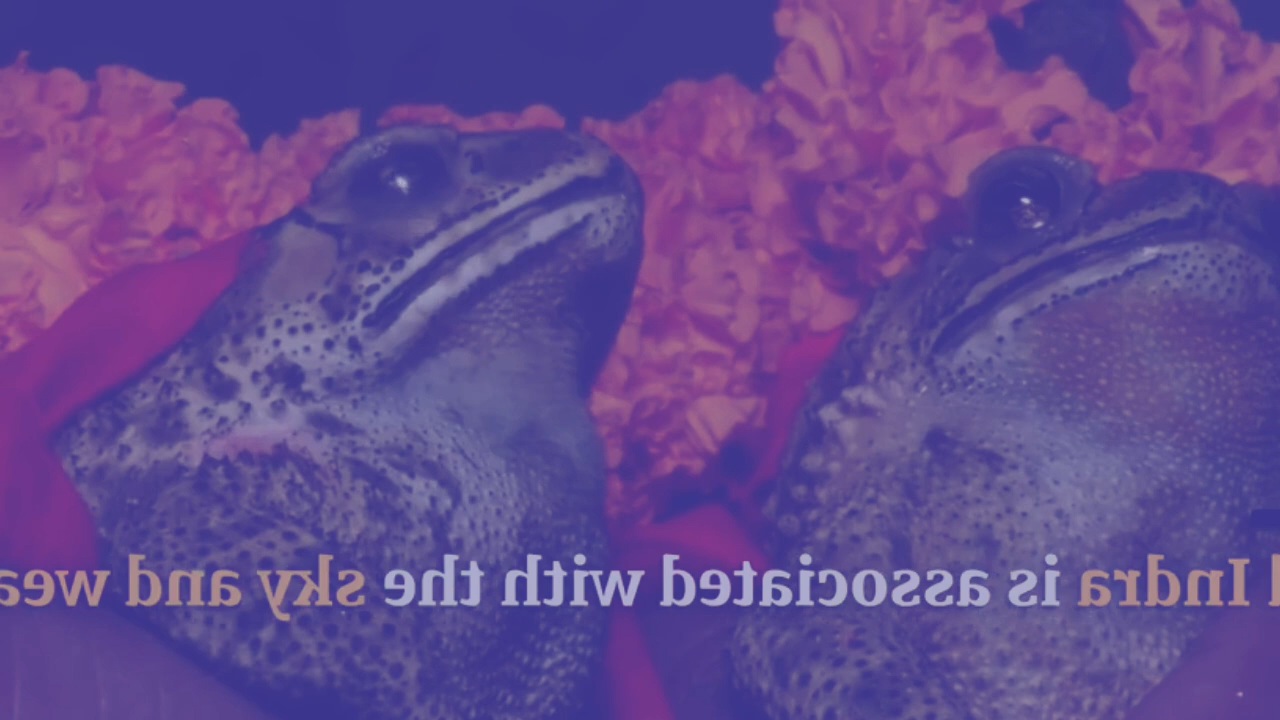 Indra is associated with the sky and